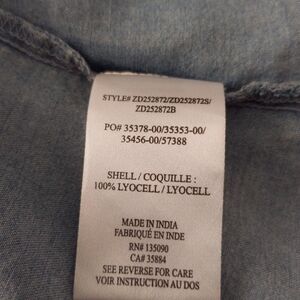 STYLE# ZD252872/ZD252872S/
ZD252872B
PO# 35378-00/35353-00/
35456-00/57388
SHELL / COQUILLE :
100% LYOCELL / LYOCELL
MADE IN INDIA
FABRIQUÉ EN INDE
RN# 135090
CA# 35884
SEE REVERSE FOR CARE
VOIR INSTRUCTION AU DOS